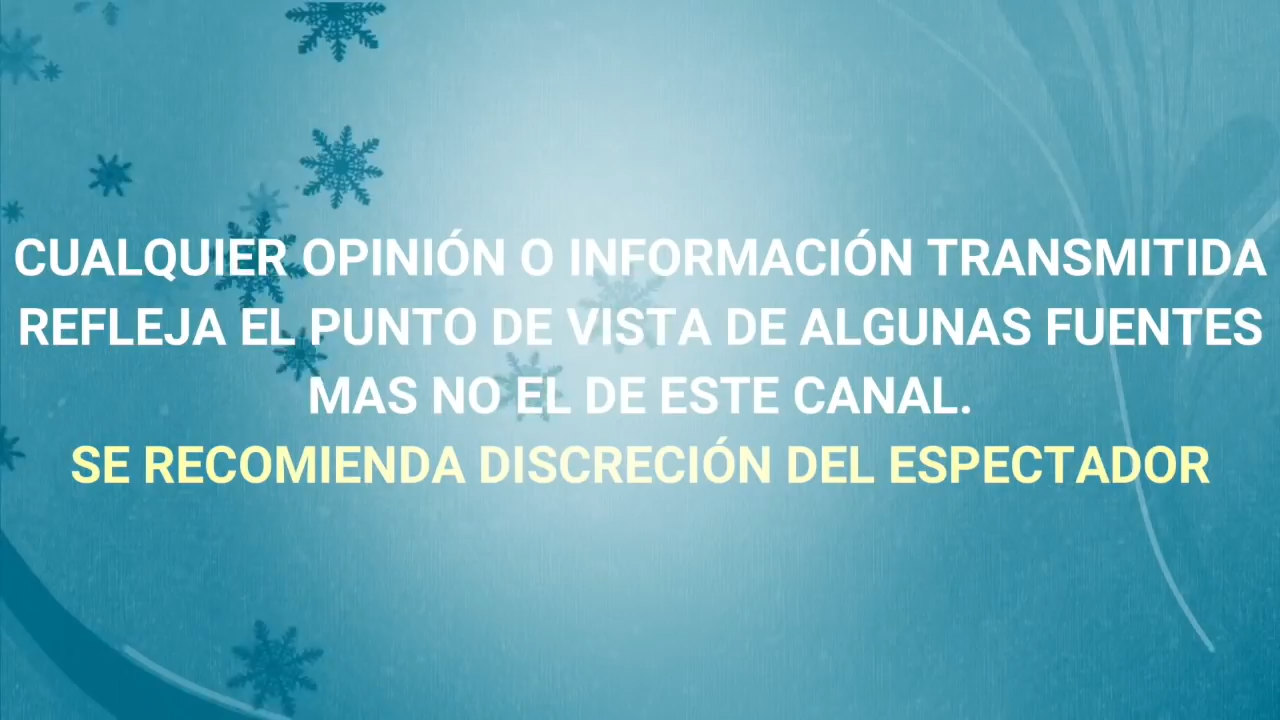 CUALQUIER OPINIÓN O INFORMACIÓN TRANSMITIDA
REFLEJA EL PUNTO DE VISTA DE ALGUNAS FUENTES
MAS NO EL DE ESTE CANAL.
SE RECOMIENDA DISCRECIÓN DEL ESPECTADOR